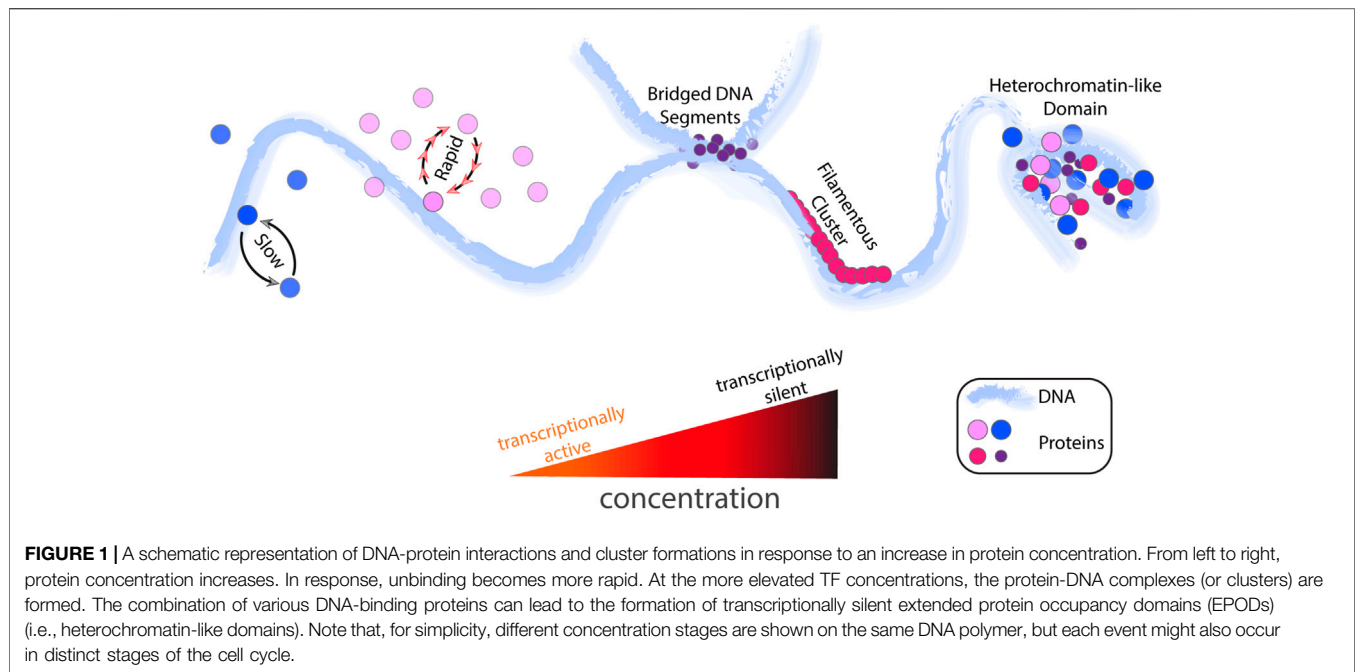 Bridged DNA
Segments
Heterochromatin-like
Domain
Rapid
Slow
Filamentous
Cluster
transcriptionally
silent
transcriptionally
active
concentration
DNA
Proteins
FIGURE 1 | A schematic representation of DNA-protein interactions and cluster formations in response to an increase in protein concentration. From left to right,
protein concentration increases. In response, unbinding becomes more rapid. At the more elevated TF concentrations, the protein-DNA complexes (or clusters) are
formed. The combination of various DNA-binding proteins can lead to the formation of transcriptionally silent extended protein occupancy domains (EPODs)
(i.e., heterochromatin-like domains). Note that, for simplicity, different concentration stages are shown on the same DNA polymer, but each event might also occur
in distinct stages of the cell cycle.